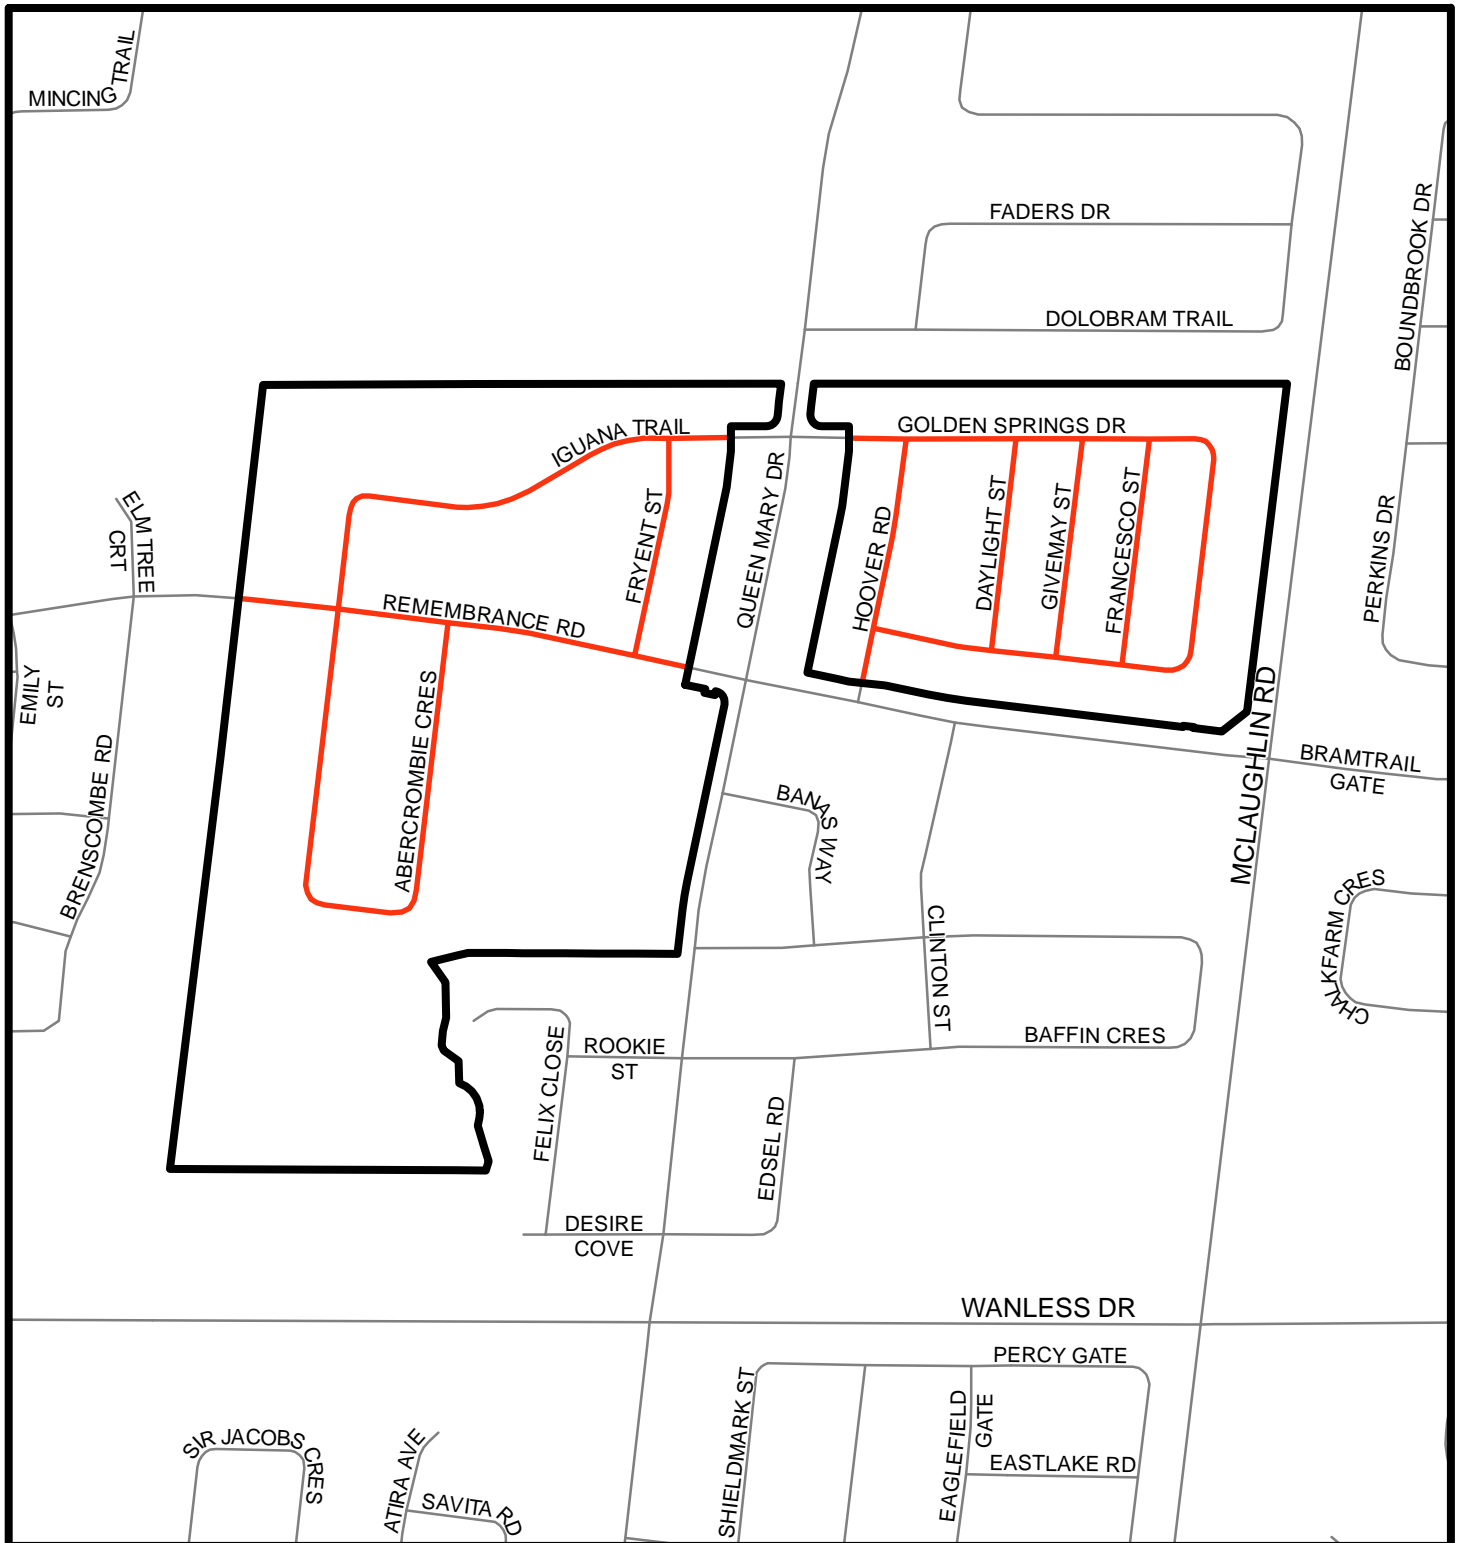 MINCING TRAIL
FADERS DR
BOUNDBROOK DR
DOLOBRAM TRAIL
IGUANA TRAIL
GOLDEN SPRINGS DR
QUEEN MARY DR
FRYENT ST
HOOVER RD
DAYLIGHT ST
GIVEMAY ST
FRANCESCO ST
PERKINS DR
ELM TREE
CRT
REMEMBRANCE RD
EMILY
ST
ABERCROMBIE CRES
MCLAUGHLIN RD
BRAMTRAIL
GATE
BRENSCOMBE RD
BANAS WAY
CHALKFARM CRES
CLINTON ST
BAFFIN CRES
FELIX CLOSE
ROOKIE
ST
EDSEL RD
DESIRE
COVE
WANLESS DR
PERCY GATE
SHIELDMARK ST
EAGLEFIELD
GATE
EASTLAKE RD
SIR JACOBS CRES
ATIRA AVE
SAVITA RD